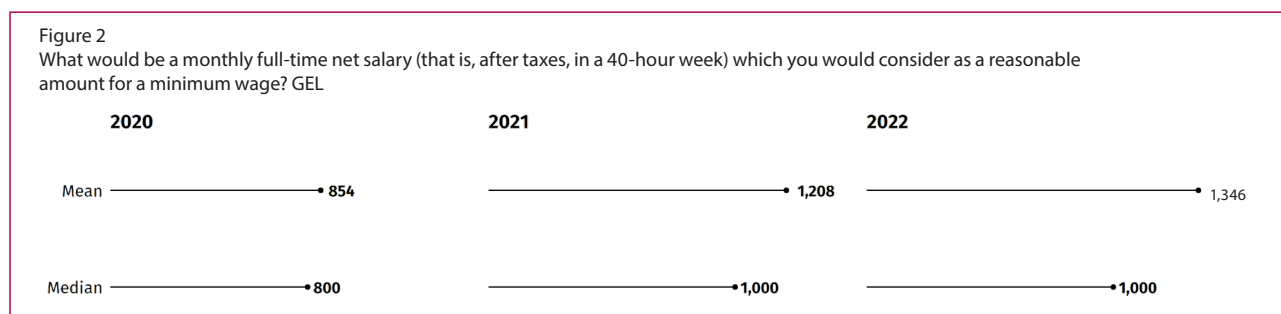 Figure 2
What would be a monthly full-time net salary (that is, after taxes, in a 40-hour week) which you would consider as a reasonable
amount for a minimum wage? GEL
2020 2021 2022
Mean 854 1,208 1,346
Median 800 1,000 1,000